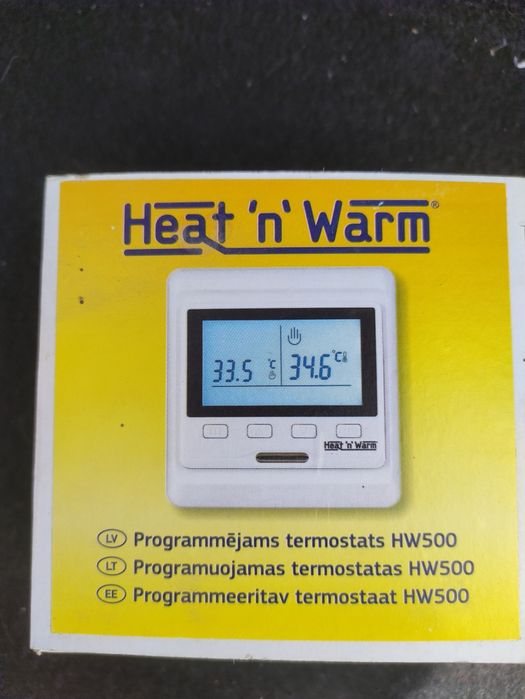 Heat 'n' Warm®
33.5 °C 34.6 °C
Heat 'n' Warm
LV Programmējams termostats HW500
LT Programuojamas termostatas HW500
EE Programmeeritav termostaat HW500